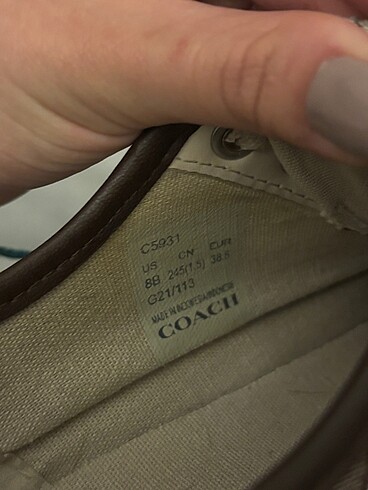 C5931
US CN EUR
8B 245(1.5) 38.5
G21/113
MADE IN INDONESIA/INDONESIA
COACH